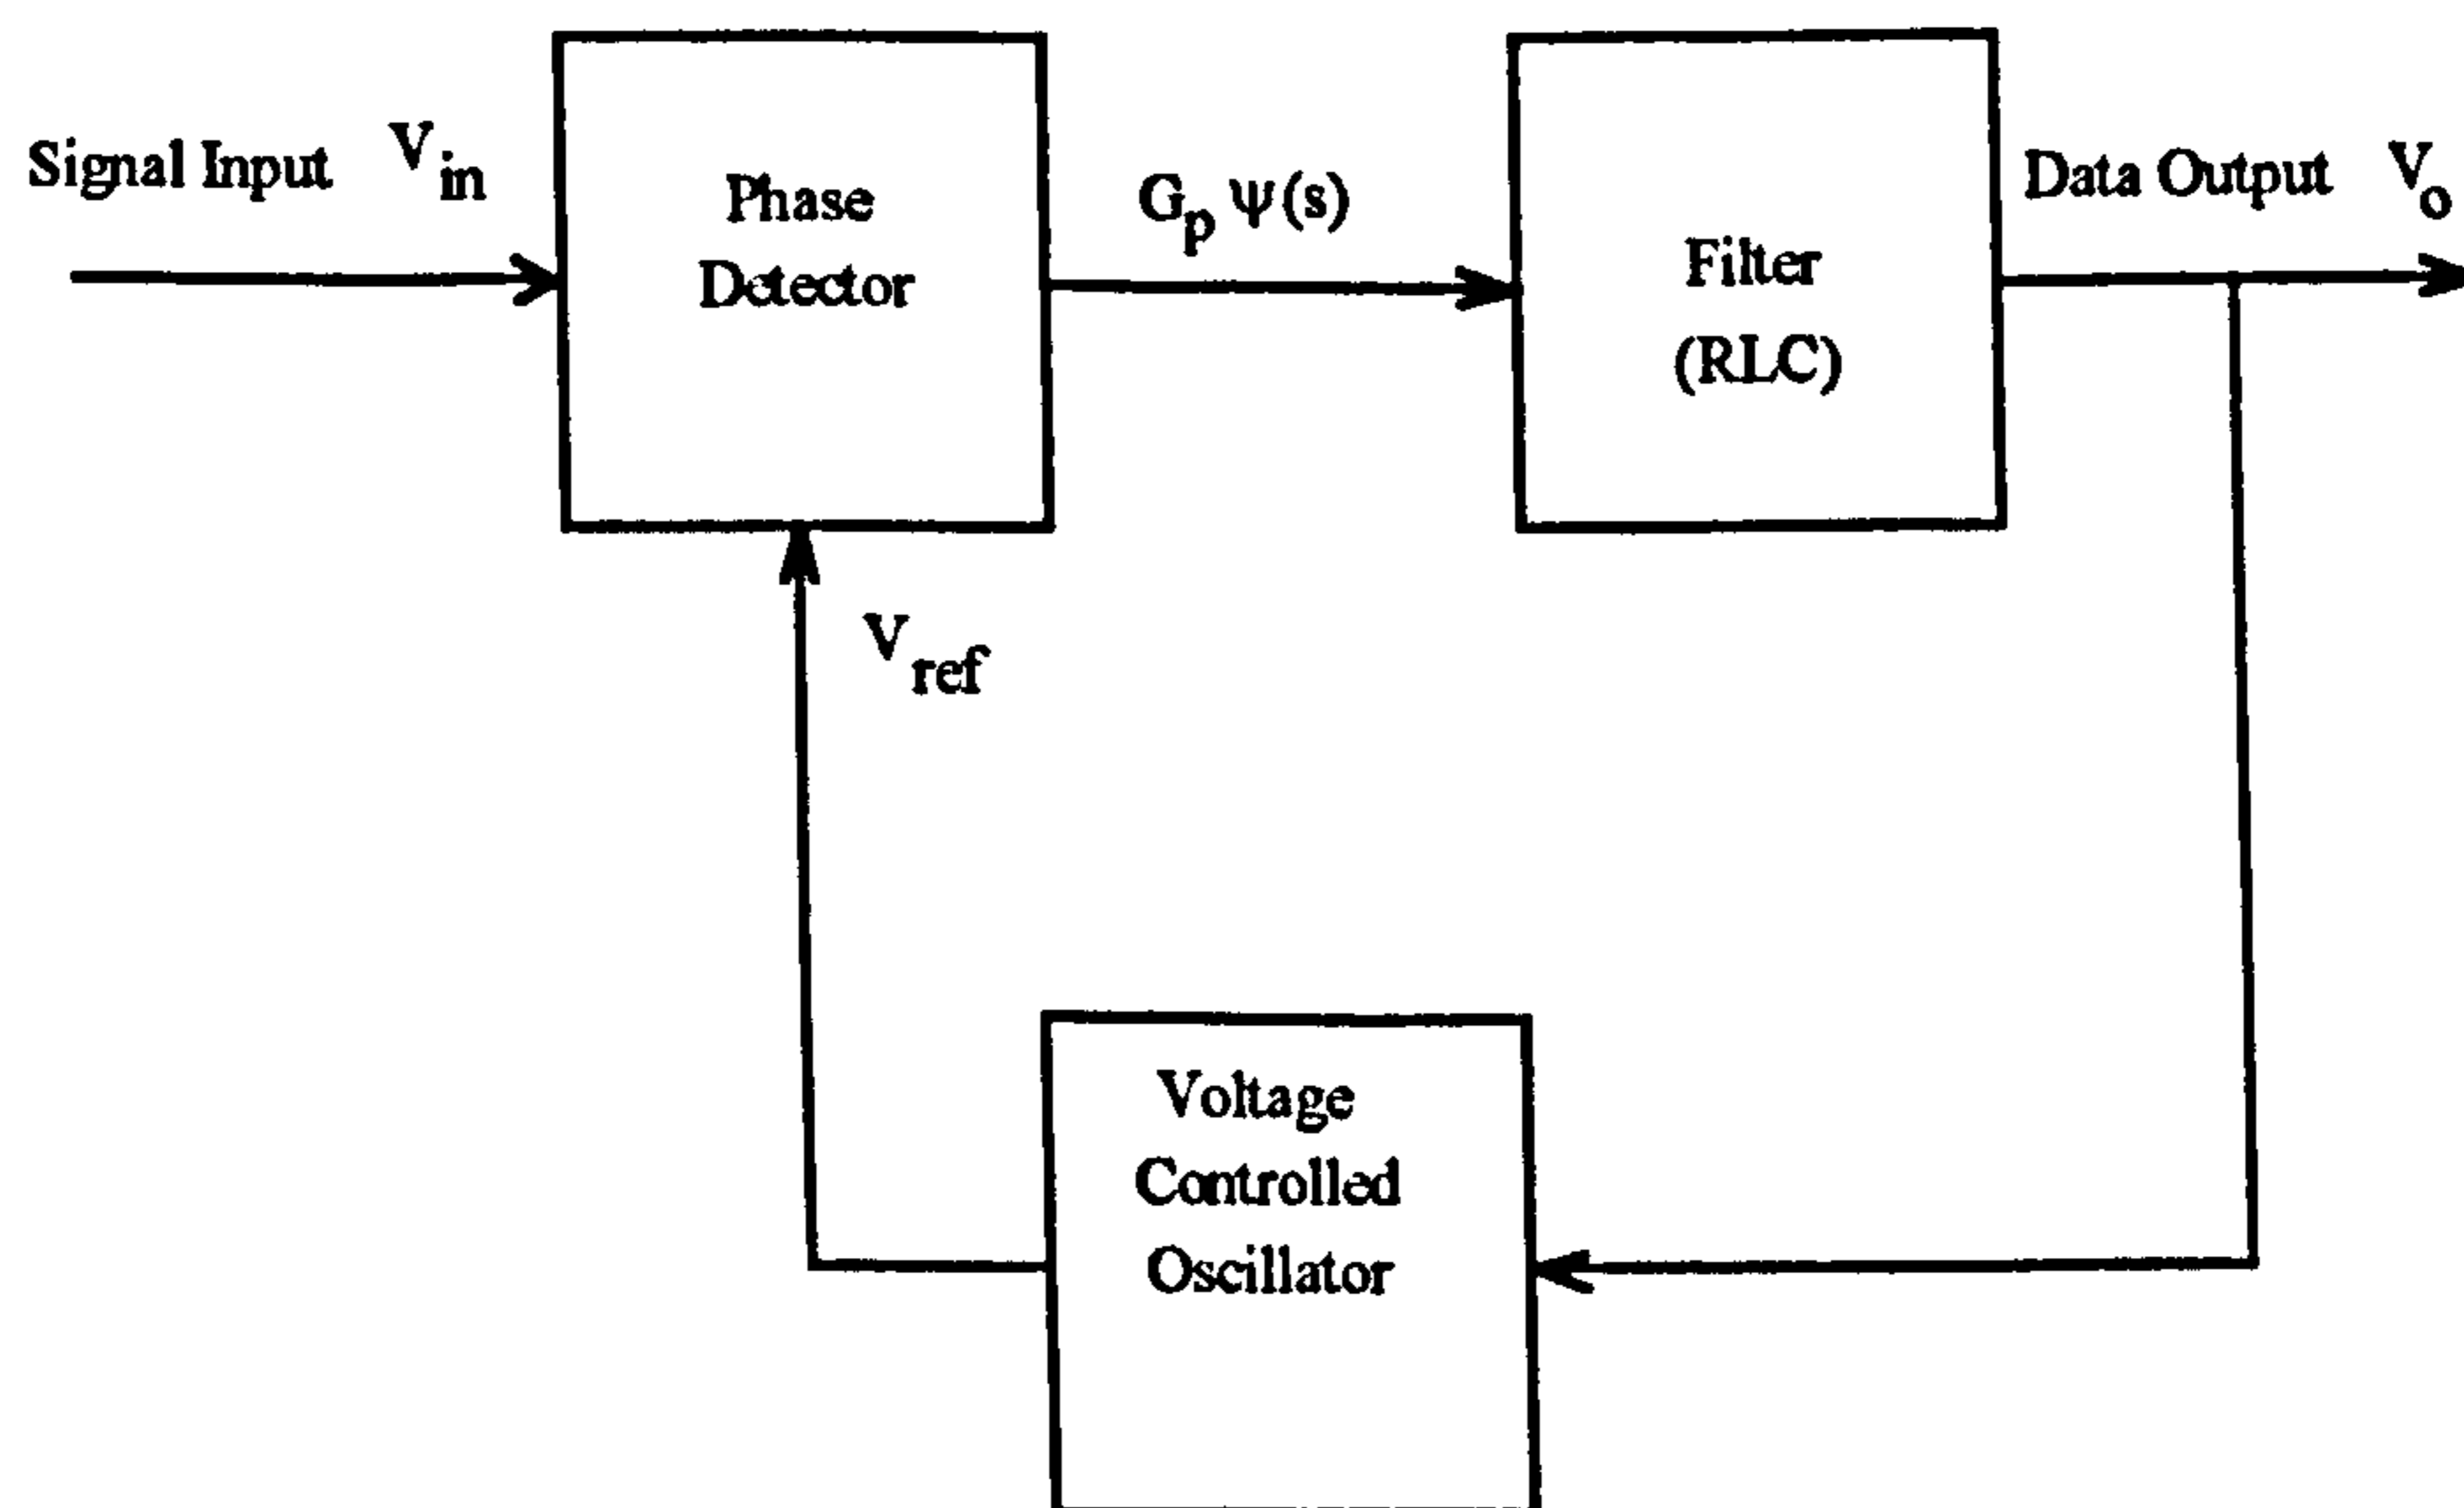 Signal Input V_in
Phase
Detector
G_p ψ(s)
Filter
(RLC)
Data Output V_o
V_ref
Voltage
Controlled
Oscillator